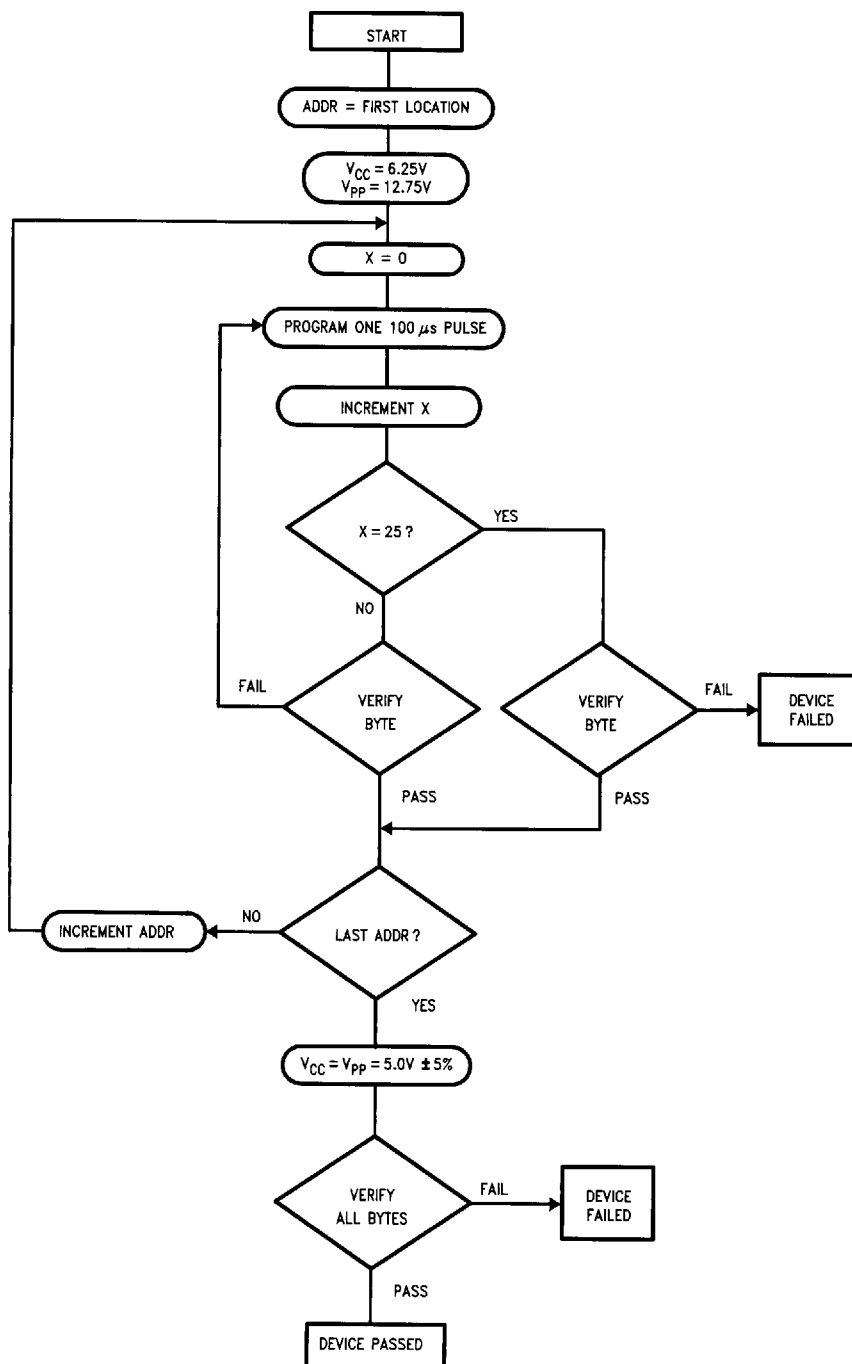 START
ADDR = FIRST LOCATION
VCC = 6.25V
VPP = 12.75V
X = 0
PROGRAM ONE 100 μs PULSE
INCREMENT X
X = 25 ?
YES
NO
FAIL
VERIFY
BYTE
VERIFY
BYTE
FAIL
DEVICE
FAILED
PASS
PASS
INCREMENT ADDR
NO
LAST ADDR ?
YES
VCC = VPP = 5.0V ±5%
VERIFY
ALL BYTES
FAIL
DEVICE
FAILED
PASS
DEVICE PASSED